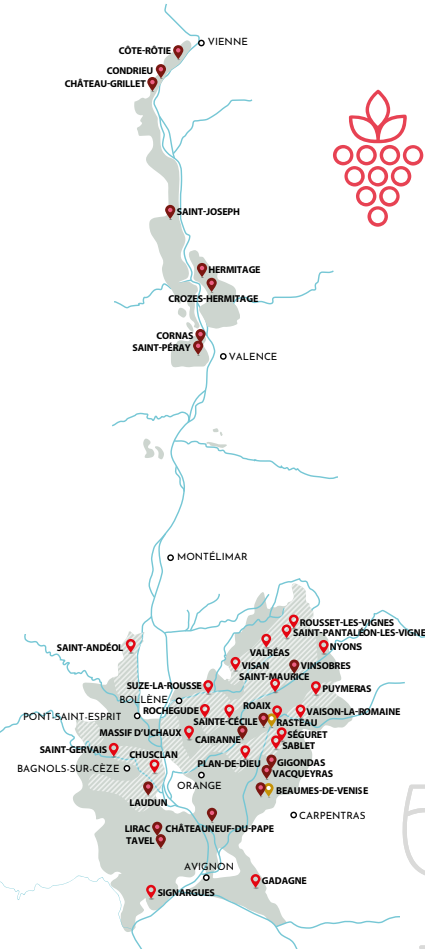 VIENNE
CÔTE-RÔTIE
CONDRIEU
CHÂTEAU-GRILLET
SAINT-JOSEPH
HERMITAGE
CROZES-HERMITAGE
CORNAS
SAINT-PÉRAY
VALENCE
MONTÉLIMAR
ROUSSET-LES-VIGNES
SAINT-PANTALÉON-LES-VIGNE
SAINT-ANDÉOL
NYONS
VALRÉAS
VISAN
VINSOBRES
SAINT-MAURICE
SUZE-LA-ROUSSE
PUYMERAS
BOLLÈNE
ROCHEGUDE
ROAIX
VAISON-LA-ROMAINE
PONT-SAINT-ESPRIT
SAINTE-CÉCILE
RASTEAU
MASSIF D'UCHAUX
SÉGURET
CAIRANNE
SABLET
SAINT-GERVAIS
CHUSCLAN
PLAN-DE-DIEU
GIGONDAS
BAGNOLS-SUR-CÈZE
VACQUEYRAS
ORANGE
BEAUMES-DE-VENISE
LAUDUN
CARPENTRAS
LIRAC
CHÂTEAUNEUF-DU-PAPE
TAVEL
AVIGNON
GADAGNE
SIGNARGUES